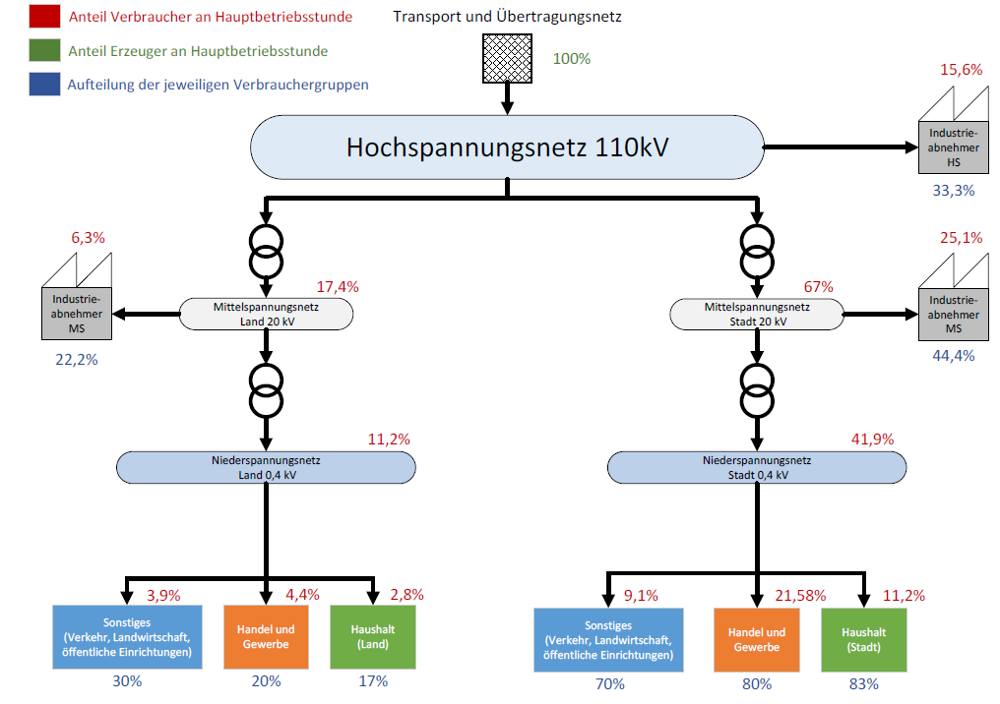 Anteil Verbraucher an Hauptbetriebsstunde
Anteil Erzeuger an Hauptbetriebsstunde
Aufteilung der jeweiligen Verbrauchergruppen
Transport und Übertragungsnetz
100%
Hochspannungsnetz 110kV
15,6%
Industrie-
abnehmer
HS
33,3%
6,3%
Industrie-
abnehmer
MS
22,2%
17,4%
Mittelspannungsnetz
Land 20 kV
67%
Mittelspannungsnetz
Stadt 20 kV
25,1%
Industrie-
abnehmer
MS
44,4%
11,2%
Niederspannungsnetz
Land 0,4 kV
41,9%
Niederspannungsnetz
Stadt 0,4 kV
3,9%
Sonstiges
(Verkehr, Landwirtschaft,
öffentliche Einrichtungen)
30%
4,4%
Handel und
Gewerbe
20%
2,8%
Haushalt
(Land)
17%
9,1%
Sonstiges
(Verkehr, Landwirtschaft,
öffentliche Einrichtungen)
70%
21,58%
Handel und
Gewerbe
80%
11,2%
Haushalt
(Stadt)
83%